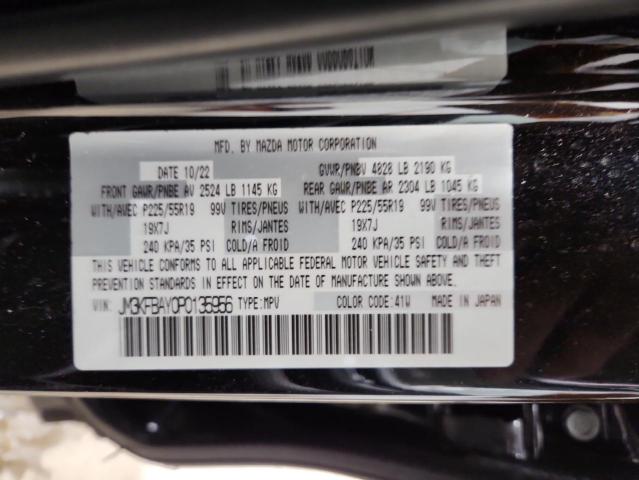 MFD. BY MAZDA MOTOR CORPORATION
DATE 10/22 GVWR/PNBV 4828 LB 2190 KG
FRONT GAWR/PNBE AV 2524 LB 1145 KG REAR GAWR/PNBE AR 2304 LB 1045 KG
WITH/AVEC P225/55R19 99V TIRES/PNEUS WITH/AVEC P225/55R19 99V TIRES/PNEUS
19X7J RIMS/JANTES 19X7J RIMS/JANTES
240 KPA/35 PSI COLD/A FROID 240 KPA/35 PSI COLD/A FROID
THIS VEHICLE CONFORMS TO ALL APPLICABLE FEDERAL MOTOR VEHICLE SAFETY AND THEFT
PREVENTION STANDARDS IN EFFECT ON THE DATE OF MANUFACTURE SHOWN ABOVE.
VIN: JM3KFBAY0P0135956 TYPE:MPV COLOR CODE:41W MADE IN JAPAN